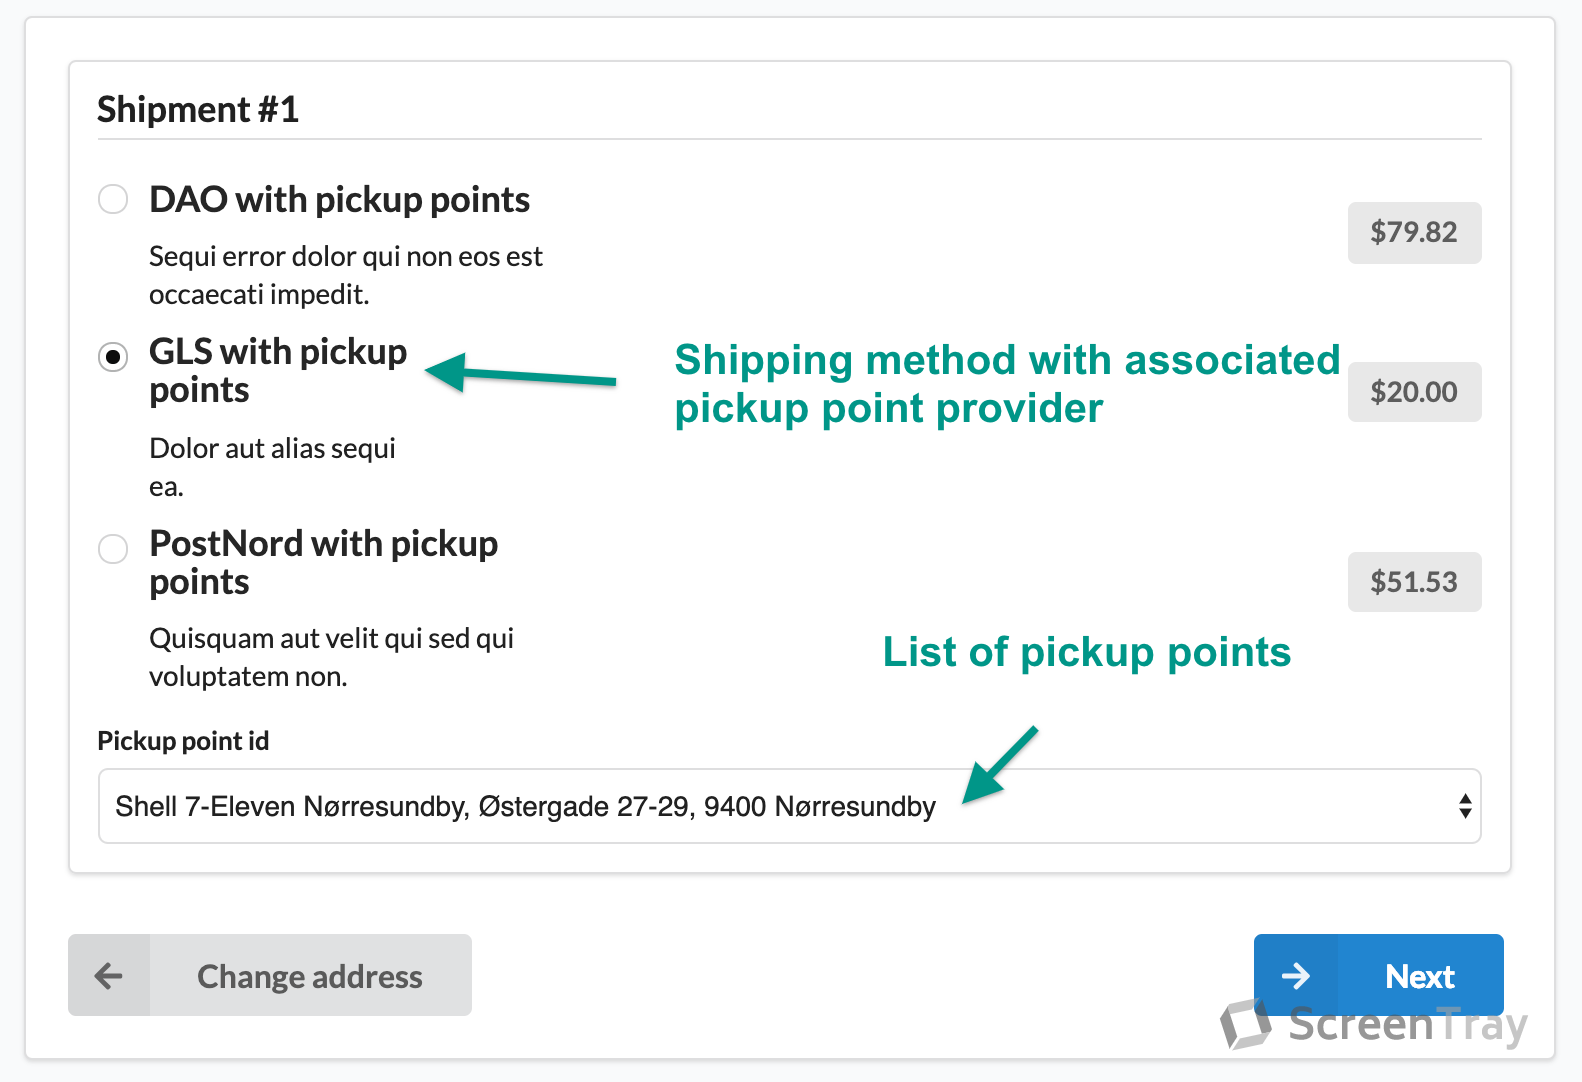 Shipment #1
DAO with pickup points
$79.82
Sequi error dolor qui non eos est
occaecati impedit.
GLS with pickup
points
Shipping method with associated
pickup point provider
$20.00
Dolor aut alias sequi
ea.
PostNord with pickup
points
$51.53
Quisquam aut velit qui sed qui
voluptatem non.
List of pickup points
Pickup point id
Shell 7-Eleven Nørresundby, Østergade 27-29, 9400 Nørresundby
Change address
Next
ScreenTray